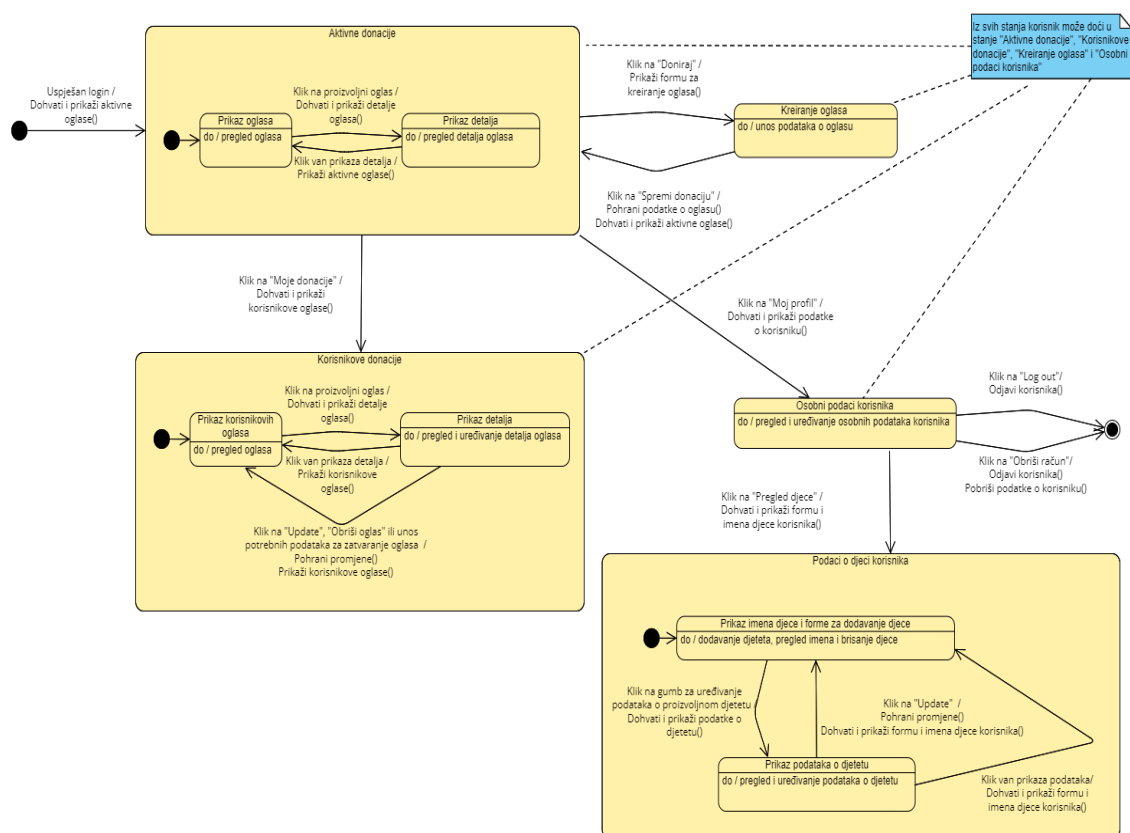 Aktivne donacije
Iz svih stanja korisnik može doći u
stanje "Aktivne donacije", "Korisnikove
donacije", "Kreiranje oglasa" i "Osobni
podaci korisnika"
Uspješan login /
Dohvati i prikaži aktivne
oglase()
Klik na proizvoljni oglas /
Dohvati i prikaži detalje
oglasa()
Prikaz oglasa
do / pregled oglasa
Prikaz detalja
do / pregled detalja oglasa
Klik van prikaza detalja /
Prikaži aktivne oglase()
Klik na "Doniraj" /
Prikaži formu za
kreiranje oglasa()
Kreiranje oglasa
do / unos podataka o oglasu
Klik na "Spremi donaciju" /
Pohrani podatke o oglasu()
Dohvati i prikaži aktivne oglase()
Klik na "Moje donacije" /
Dohvati i prikaži
korisnikove oglase()
Klik na "Moj profil" /
Dohvati i prikaži podatke
o korisniku()
Korisnikove donacije
Klik na proizvoljni oglas /
Dohvati i prikaži detalje
oglasa()
Prikaz korisnikovih
oglasa
do / pregled oglasa
Prikaz detalja
do / pregled i uređivanje detalja oglasa
Klik van prikaza detalja /
Prikaži korisnikove
oglase()
Klik na "Update", "Obriši oglas" ili unos
potrebnih podataka za zatvaranje oglasa /
Pohrani promjene()
Prikaži korisnikove oglase()
Osobni podaci korisnika
do / pregled i uređivanje osobnih podataka korisnika
Klik na "Log out"/
Odjavi korisnika()
Klik na "Obriši račun"/
Odjavi korisnika()
Pobriši podatke o korisniku()
Klik na "Pregled djece" /
Dohvati i prikaži formu i
imena djece korisnika()
Podaci o djeci korisnika
Prikaz imena djece i forme za dodavanje djece
do / dodavanje djeteta, pregled imena i brisanje djece
Klik na gumb za uređivanje
podataka o proizvoljnom djetetu /
Dohvati i prikaži podatke o
djetetu()
Klik na "Update" /
Pohrani promjene()
Dohvati i prikaži formu i imena djece korisnika()
Prikaz podataka o djetetu
do / pregled i uređivanje podataka o djetetu
Klik van prikaza podataka/
Dohvati i prikaži formu i
imena djece korisnika()